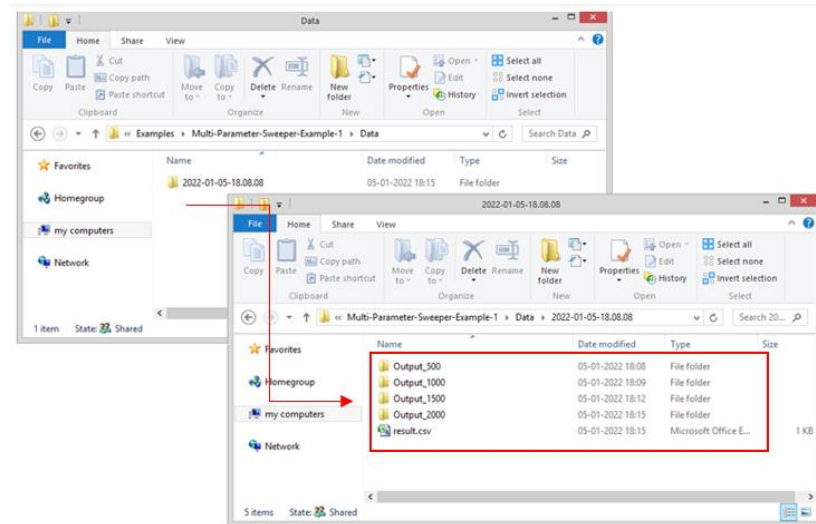 Data
File Home Share View
Copy
Paste
Cut
Copy path
Paste shortcut
Move to
Copy to
Delete
Rename
New folder
Properties
Open
Edit
History
Select all
Select none
Invert selection
Clipboard Organize New Open Select
« Examples › Multi-Parameter-Sweeper-Example-1 › Data
Search Data
Favorites
Homegroup
my computers
Network
Name Date modified Type Size
2022-01-05-18.08.08 05-01-2022 18:15 File folder
1 item State: Shared
2022-01-05-18.08.08
File Home Share View
Copy
Paste
Cut
Copy path
Paste shortcut
Move to
Copy to
Delete
Rename
New folder
Properties
Open
Edit
History
Select all
Select none
Invert selection
Clipboard Organize New Open Select
« Multi-Parameter-Sweeper-Example-1 › Data › 2022-01-05-18.08.08
Search 20...
Favorites
Homegroup
my computers
Network
Name Date modified Type Size
Output_500 05-01-2022 18:08 File folder
Output_1000 05-01-2022 18:09 File folder
Output_1500 05-01-2022 18:12 File folder
Output_2000 05-01-2022 18:15 File folder
result.csv 05-01-2022 18:15 Microsoft Office E... 1 KB
5 items State: Shared